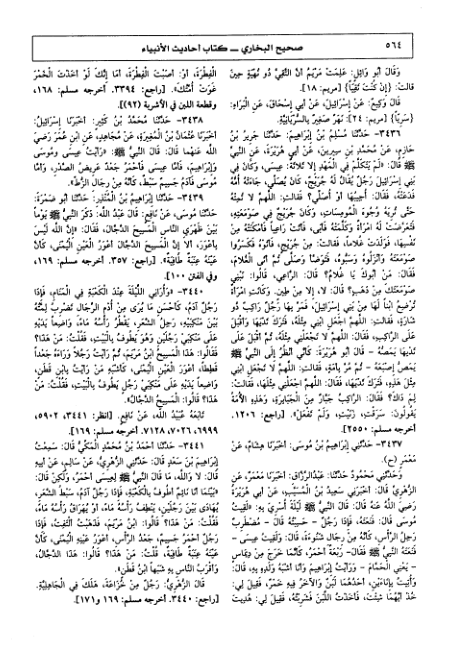 ٥٦٤
صحيح البخاري ــ كتاب أحاديث الأنبياء
وَقَالَ أَبُو وَائِلٍ: عَلِمَتْ مَرْيَمُ أَنَّ التَّقِيَّ ذُو نُهْيَةٍ حِينَ
قَالَتْ: {إِنْ كُنْتَ تَقِيًّا} [مريم: ١٨].
قَالَ وَكِيعٌ: عَنْ إِسْرَائِيلَ، عَنْ أَبِي إِسْحَاقَ، عَنِ الْبَرَاءِ:
{سَرِيًّا} [مريم: ٢٤]: نَهَرٌ صَغِيرٌ بِالسُّرْيَانِيَّةِ.
٣٤٣٦- حَدَّثَنَا مُسْلِمُ بْنُ إِبْرَاهِيمَ: حَدَّثَنَا جَرِيرُ بْنُ
حَازِمٍ، عَنْ مُحَمَّدِ بْنِ سِيرِينَ، عَنْ أَبِي هُرَيْرَةَ، عَنِ النَّبِيِّ
ﷺ قَالَ: لَمْ يَتَكَلَّمْ فِي الْمَهْدِ إِلَّا ثَلَاثَةٌ: عِيسَى، وَكَانَ فِي
بَنِي إِسْرَائِيلَ رَجُلٌ يُقَالُ لَهُ جُرَيْجٌ، كَانَ يُصَلِّي، جَاءَتْهُ أُمُّهُ
فَدَعَتْهُ، فَقَالَ: أُجِيبُهَا أَوْ أُصَلِّي؟ فَقَالَتْ: اللَّهُمَّ لَا تُمِتْهُ
حَتَّى تُرِيَهُ وُجُوهَ الْمُومِسَاتِ، وَكَانَ جُرَيْجٌ فِي صَوْمَعَتِهِ،
فَتَعَرَّضَتْ لَهُ امْرَأَةٌ وَكَلَّمَتْهُ فَأَبَى، فَأَتَتْ رَاعِيًا فَأَمْكَنَتْهُ مِنْ
نَفْسِهَا، فَوَلَدَتْ غُلَامًا، فَقَالَتْ: مِنْ جُرَيْجٍ، فَأَتَوْهُ فَكَسَرُوا
صَوْمَعَتَهُ وَأَنْزَلُوهُ وَسَبُّوهُ، فَتَوَضَّأَ وَصَلَّى ثُمَّ أَتَى الْغُلَامَ،
فَقَالَ: مَنْ أَبُوكَ يَا غُلَامُ؟ قَالَ: الرَّاعِي، قَالُوا: نَبْنِي
صَوْمَعَتَكَ مِنْ ذَهَبٍ؟ قَالَ: لَا، إِلَّا مِنْ طِينٍ. وَكَانَتِ امْرَأَةٌ
تُرْضِعُ ابْنًا لَهَا مِنْ بَنِي إِسْرَائِيلَ، فَمَرَّ بِهَا رَجُلٌ رَاكِبٌ ذُو
شَارَةٍ، فَقَالَتِ: اللَّهُمَّ اجْعَلِ ابْنِي مِثْلَهُ، فَتَرَكَ ثَدْيَهَا وَأَقْبَلَ
عَلَى الرَّاكِبِ، فَقَالَ: اللَّهُمَّ لَا تَجْعَلْنِي مِثْلَهُ، ثُمَّ أَقْبَلَ عَلَى
ثَدْيِهَا يَمَصُّهُ - قَالَ أَبُو هُرَيْرَةَ: كَأَنِّي أَنْظُرُ إِلَى النَّبِيِّ ﷺ
يَمَصُّ إِصْبَعَهُ - ثُمَّ مُرَّ بِأَمَةٍ، فَقَالَتِ: اللَّهُمَّ لَا تَجْعَلِ ابْنِي
مِثْلَ هَذِهِ، فَتَرَكَ ثَدْيَهَا، فَقَالَ: اللَّهُمَّ اجْعَلْنِي مِثْلَهَا، فَقَالَتْ:
لِمَ ذَاكَ؟ فَقَالَ: الرَّاكِبُ جَبَّارٌ مِنَ الْجَبَابِرَةِ، وَهَذِهِ الْأَمَةُ
يَقُولُونَ: سَرَقْتِ، زَنَيْتِ، وَلَمْ تَفْعَلْ». [راجع: ١٢٠٦.
أخرجه مسلم: ٢٥٥٠].
٣٤٣٧- حَدَّثَنِي إِبْرَاهِيمُ بْنُ مُوسَى: أَخْبَرَنَا هِشَامٌ، عَنْ
مَعْمَرٍ (ح).
وَحَدَّثَنِي مَحْمُودٌ: حَدَّثَنَا عَبْدُالرَّزَّاقِ: أَخْبَرَنَا مَعْمَرٌ، عَنِ
الزُّهْرِيِّ قَالَ: أَخْبَرَنِي سَعِيدُ بْنُ الْمُسَيَّبِ، عَنْ أَبِي هُرَيْرَةَ
رَضِيَ اللَّهُ عَنْهُ قَالَ: قَالَ النَّبِيُّ ﷺ لَيْلَةَ أُسْرِيَ بِهِ: «لَقِيتُ
مُوسَى قَالَ: فَنَعَتَهُ، فَإِذَا رَجُلٌ - حَسِبْتُهُ قَالَ - مُضْطَرِبٌ
رَجِلُ الرَّأْسِ، كَأَنَّهُ مِنْ رِجَالِ شَنُوءَةَ، قَالَ: وَلَقِيتُ عِيسَى -
فَنَعَتَهُ النَّبِيُّ ﷺ فَقَالَ- رَبْعَةٌ أَحْمَرُ، كَأَنَّمَا خَرَجَ مِنْ دِيمَاسٍ
- يَعْنِي الْحَمَّامَ - وَرَأَيْتُ إِبْرَاهِيمَ وَأَنَا أَشْبَهُ وَلَدِهِ بِهِ، قَالَ:
وَأُتِيتُ بِإِنَاءَيْنِ، أَحَدُهُمَا لَبَنٌ وَالْآخَرُ فِيهِ خَمْرٌ، فَقِيلَ لِي:
خُذْ أَيَّهُمَا شِئْتَ، فَأَخَذْتُ اللَّبَنَ فَشَرِبْتُهُ، فَقِيلَ لِي: هُدِيتَ
الْفِطْرَةَ، أَوْ: أَصَبْتَ الْفِطْرَةَ، أَمَا إِنَّكَ لَوْ أَخَذْتَ الْخَمْرَ
غَوَتْ أُمَّتُكَ». [راجع: ٣٣٩٤. أخرجه مسلم: ١٦٨،
وقطعة اللبن في الأشربة (٩٢)].
٣٤٣٨- حَدَّثَنَا مُحَمَّدُ بْنُ كَثِيرٍ: أَخْبَرَنَا إِسْرَائِيلُ:
أَخْبَرَنَا عُثْمَانُ بْنُ الْمُغِيرَةِ، عَنْ مُجَاهِدٍ، عَنِ ابْنِ عُمَرَ رَضِيَ
اللَّهُ عَنْهُمَا قَالَ: قَالَ النَّبِيُّ ﷺ: «رَأَيْتُ عِيسَى وَمُوسَى
وَإِبْرَاهِيمَ، فَأَمَّا عِيسَى فَأَحْمَرُ جَعْدٌ عَرِيضُ الصَّدْرِ، وَأَمَّا
مُوسَى فَآدَمُ جَسِيمٌ سَبْطٌ، كَأَنَّهُ مِنْ رِجَالِ الزُّطِّ».
٣٤٣٩- حَدَّثَنَا إِبْرَاهِيمُ بْنُ الْمُنْذِرِ: حَدَّثَنَا أَبُو ضَمْرَةَ:
حَدَّثَنَا مُوسَى، عَنْ نَافِعٍ: قَالَ عَبْدُ اللَّهِ: ذَكَرَ النَّبِيُّ ﷺ يَوْمًا
بَيْنَ ظَهْرَيِ النَّاسِ الْمَسِيحَ الدَّجَّالَ، فَقَالَ: «إِنَّ اللَّهَ لَيْسَ
بِأَعْوَرَ، أَلَا إِنَّ الْمَسِيحَ الدَّجَّالَ أَعْوَرُ الْعَيْنِ الْيُمْنَى، كَأَنَّ
عَيْنَهُ عِنَبَةٌ طَافِيَةٌ». [راجع: ٣٥٧. أخرجه مسلم: ١٦٩،
وفي الفتن ١٠٠].
٣٤٤٠- «وَأُرَانِي اللَّيْلَةَ عِنْدَ الْكَعْبَةِ فِي الْمَنَامِ، فَإِذَا
رَجُلٌ آدَمُ، كَأَحْسَنِ مَا يُرَى مِنْ أُدْمِ الرِّجَالِ تَضْرِبُ لِمَّتُهُ
بَيْنَ مَنْكِبَيْهِ، رَجِلُ الشَّعَرِ، يَقْطُرُ رَأْسُهُ مَاءً، وَاضِعًا يَدَيْهِ
عَلَى مَنْكِبَيْ رَجُلَيْنِ وَهُوَ يَطُوفُ بِالْبَيْتِ، فَقُلْتُ: مَنْ هَذَا؟
فَقَالُوا: هَذَا الْمَسِيحُ ابْنُ مَرْيَمَ، ثُمَّ رَأَيْتُ رَجُلًا وَرَاءَهُ جَعْدًا
قَطَطًا، أَعْوَرَ الْعَيْنِ الْيُمْنَى، كَأَشْبَهِ مَنْ رَأَيْتُ بِابْنِ قَطَنٍ،
وَاضِعًا يَدَيْهِ عَلَى مَنْكِبَيْ رَجُلٍ يَطُوفُ بِالْبَيْتِ، فَقُلْتُ: مَنْ
هَذَا؟ قَالُوا: الْمَسِيحُ الدَّجَّالُ».
تَابَعَهُ عُبَيْدُ اللَّهِ، عَنْ نَافِعٍ. [انظر: ٣٤٤١، ٥٩٠٢،
٦٩٩٩، ٧٠٢٦، ٧١٢٨. أخرجه مسلم: ١٦٩].
٣٤٤١- حَدَّثَنَا أَحْمَدُ بْنُ مُحَمَّدٍ الْمَكِّيُّ قَالَ: سَمِعْتُ
إِبْرَاهِيمَ بْنَ سَعْدٍ قَالَ: حَدَّثَنِي الزُّهْرِيُّ، عَنْ سَالِمٍ، عَنْ أَبِيهِ
قَالَ: لَا وَاللَّهِ، مَا قَالَ النَّبِيُّ ﷺ لِعِيسَى أَحْمَرُ، وَلَكِنْ قَالَ:
«بَيْنَمَا أَنَا نَائِمٌ أَطُوفُ بِالْكَعْبَةِ، فَإِذَا رَجُلٌ آدَمُ، سَبْطُ الشَّعَرِ،
يُهَادَى بَيْنَ رَجُلَيْنِ، يَنْطِفُ رَأْسُهُ مَاءً، أَوْ يُهَرَاقُ رَأْسُهُ مَاءً،
فَقُلْتُ: مَنْ هَذَا؟ قَالُوا: ابْنُ مَرْيَمَ، فَذَهَبْتُ أَلْتَفِتُ، فَإِذَا
رَجُلٌ أَحْمَرُ جَسِيمٌ، جَعْدُ الرَّأْسِ، أَعْوَرُ عَيْنِهِ الْيُمْنَى، كَأَنَّ
عَيْنَهُ عِنَبَةٌ طَافِيَةٌ، قُلْتُ: مَنْ هَذَا؟ قَالُوا: هَذَا الدَّجَّالُ،
وَأَقْرَبُ النَّاسِ بِهِ شَبَهًا ابْنُ قَطَنٍ».
قَالَ الزُّهْرِيُّ: رَجُلٌ مِنْ خُزَاعَةَ، هَلَكَ فِي الْجَاهِلِيَّةِ.
[راجع: ٣٤٤٠. أخرجه مسلم: ١٦٩ و١٧١].